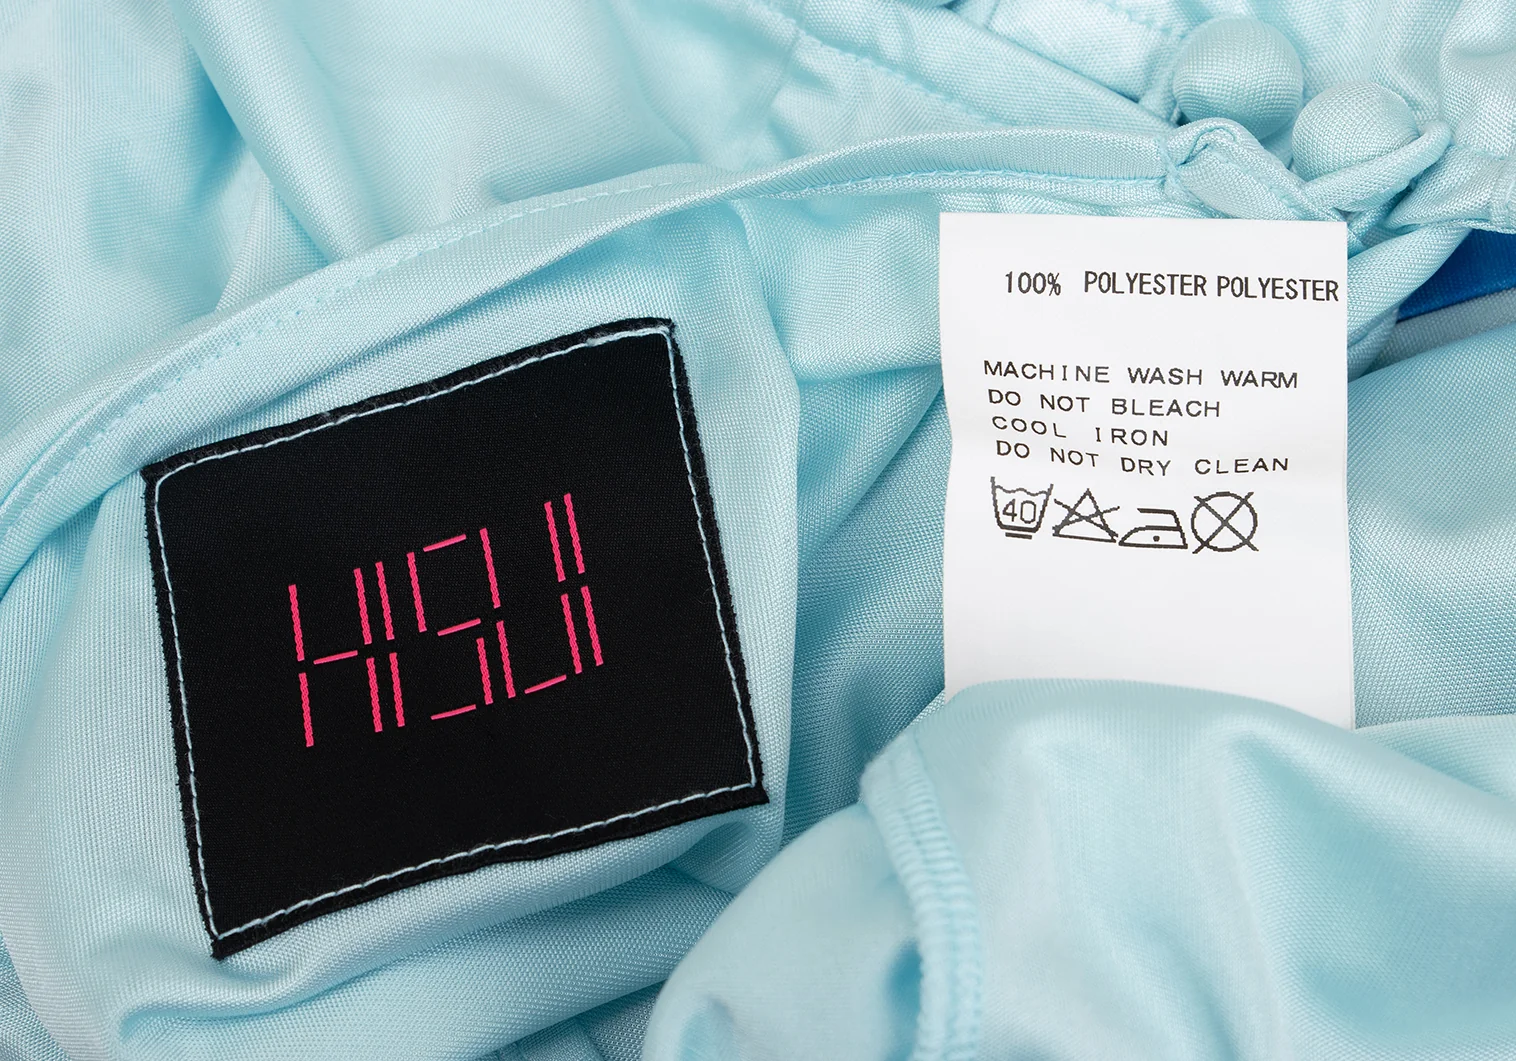 HISUI
100% POLYESTER POLYESTER
MACHINE WASH WARM
DO NOT BLEACH
COOL IRON
DO NOT DRY CLEAN
40